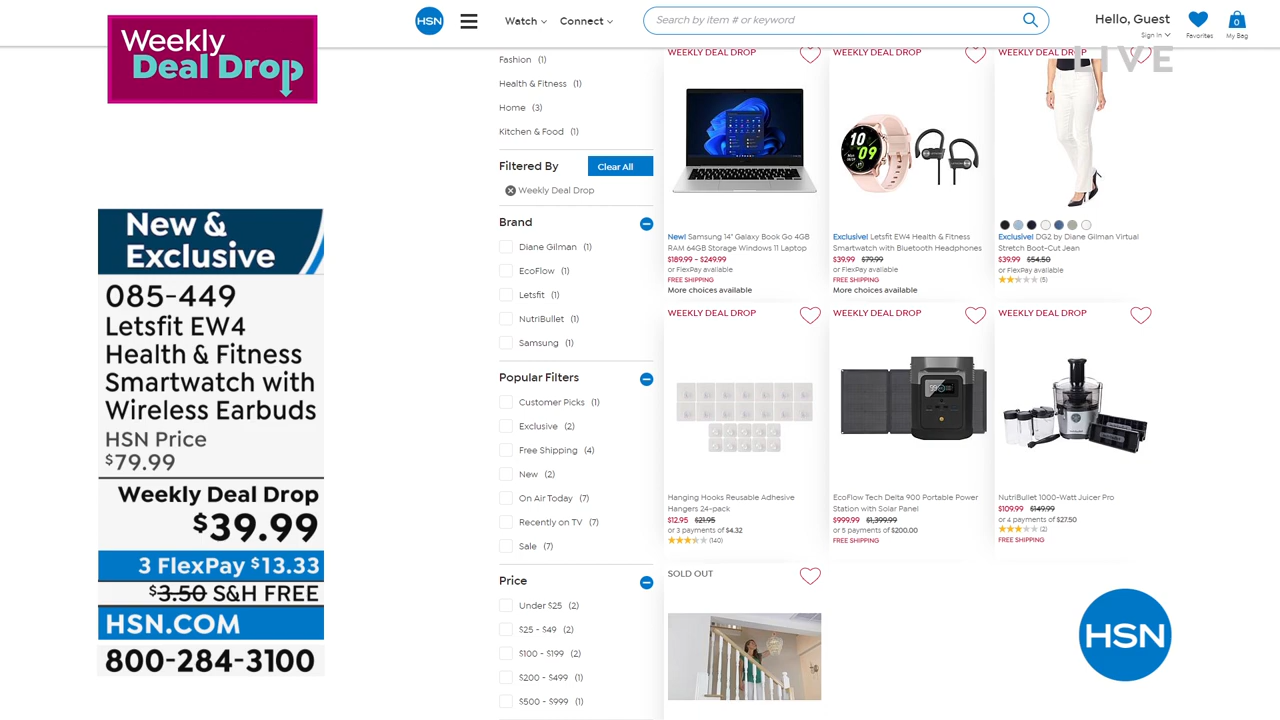 Weekly
Deal Drop
HSN
Watch
Connect
Search by item # or keyword
Hello, Guest
Sign in
Favorites
0
My Bag
LIVE
New &
Exclusive
085-449
Letsfit EW4
Health & Fitness
Smartwatch with
Wireless Earbuds
HSN Price
$79.99
Weekly Deal Drop
$39.99
3 FlexPay $13.33
$3.50 S&H FREE
HSN.COM
800-284-3100
Fashion (1)
Health & Fitness (1)
Home (3)
Kitchen & Food (1)
Filtered By
Clear All
Weekly Deal Drop
Brand
Diane Gilman (1)
EcoFlow (1)
Letsfit (1)
NutriBullet (1)
Samsung (1)
Popular Filters
Customer Picks (1)
Exclusive (2)
Free Shipping (4)
New (2)
On Air Today (7)
Recently on TV (7)
Sale (7)
Price
Under $25 (2)
$25 - $49 (2)
$100 - $199 (2)
$200 - $499 (1)
$500 - $999 (1)
WEEKLY DEAL DROP
New! Samsung 14" Galaxy Book Go 4GB
RAM 64GB Storage Windows 11 Laptop
$189.99 - $249.99
or FlexPay available
FREE SHIPPING
More choices available
WEEKLY DEAL DROP
10
09
Exclusive! Letsfit EW4 Health & Fitness
Smartwatch with Bluetooth Headphones
$39.99 $79.99
or FlexPay available
FREE SHIPPING
More choices available
WEEKLY DEAL DROP
Exclusive! DG2 by Diane Gilman Virtual
Stretch Boot-Cut Jean
$39.99 $54.50
or FlexPay available
(5)
WEEKLY DEAL DROP
Hanging Hooks Reusable Adhesive
Hangers 24-pack
$12.95 $21.95
or 3 payments of $4.32
(140)
WEEKLY DEAL DROP
EcoFlow Tech Delta 900 Portable Power
Station with Solar Panel
$999.99 $1,399.99
or 5 payments of $200.00
FREE SHIPPING
WEEKLY DEAL DROP
NutriBullet 1000-Watt Juicer Pro
$109.99 $149.99
or 4 payments of $27.50
(2)
FREE SHIPPING
SOLD OUT
HSN